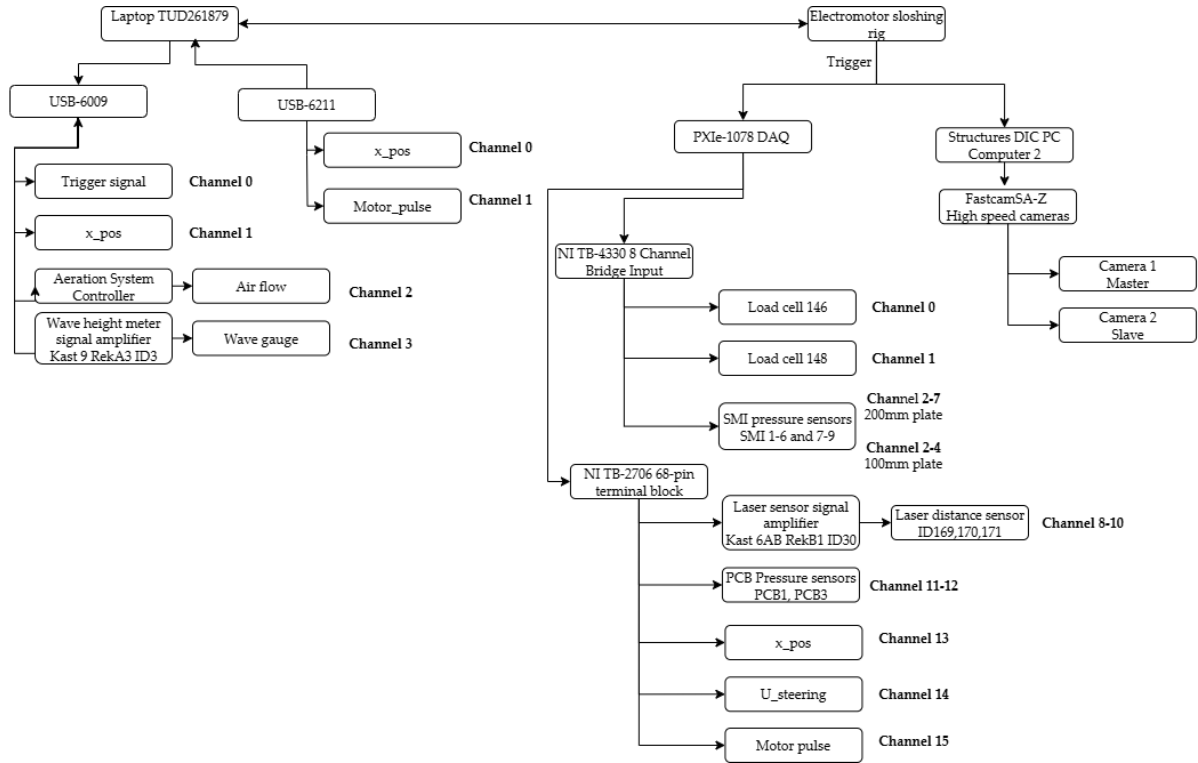 Laptop TUD261879
Electromotor sloshing
rig
Trigger
USB-6009
USB-6211
PXIe-1078 DAQ
Structures DIC PC
Computer 2
x_pos
Channel 0
Trigger signal
Channel 0
Motor_pulse
Channel 1
FastcamSA-Z
High speed cameras
x_pos
Channel 1
NI TB-4330 8 Channel
Bridge Input
Aeration System
Controller
Air flow
Channel 2
Camera 1
Master
Load cell 146
Channel 0
Wave height meter
signal amplifier
Kast 9 RekA3 ID3
Wave gauge
Channel 3
Camera 2
Slave
Load cell 148
Channel 1
SMI pressure sensors
SMI 1-6 and 7-9
Channel 2-7
200mm plate
Channel 2-4
100mm plate
NI TB-2706 68-pin
terminal block
Laser sensor signal
amplifier
Kast 6AB RekB1 ID30
Laser distance sensor
ID169,170,171
Channel 8-10
PCB Pressure sensors
PCB1, PCB3
Channel 11-12
x_pos
Channel 13
U_steering
Channel 14
Motor pulse
Channel 15